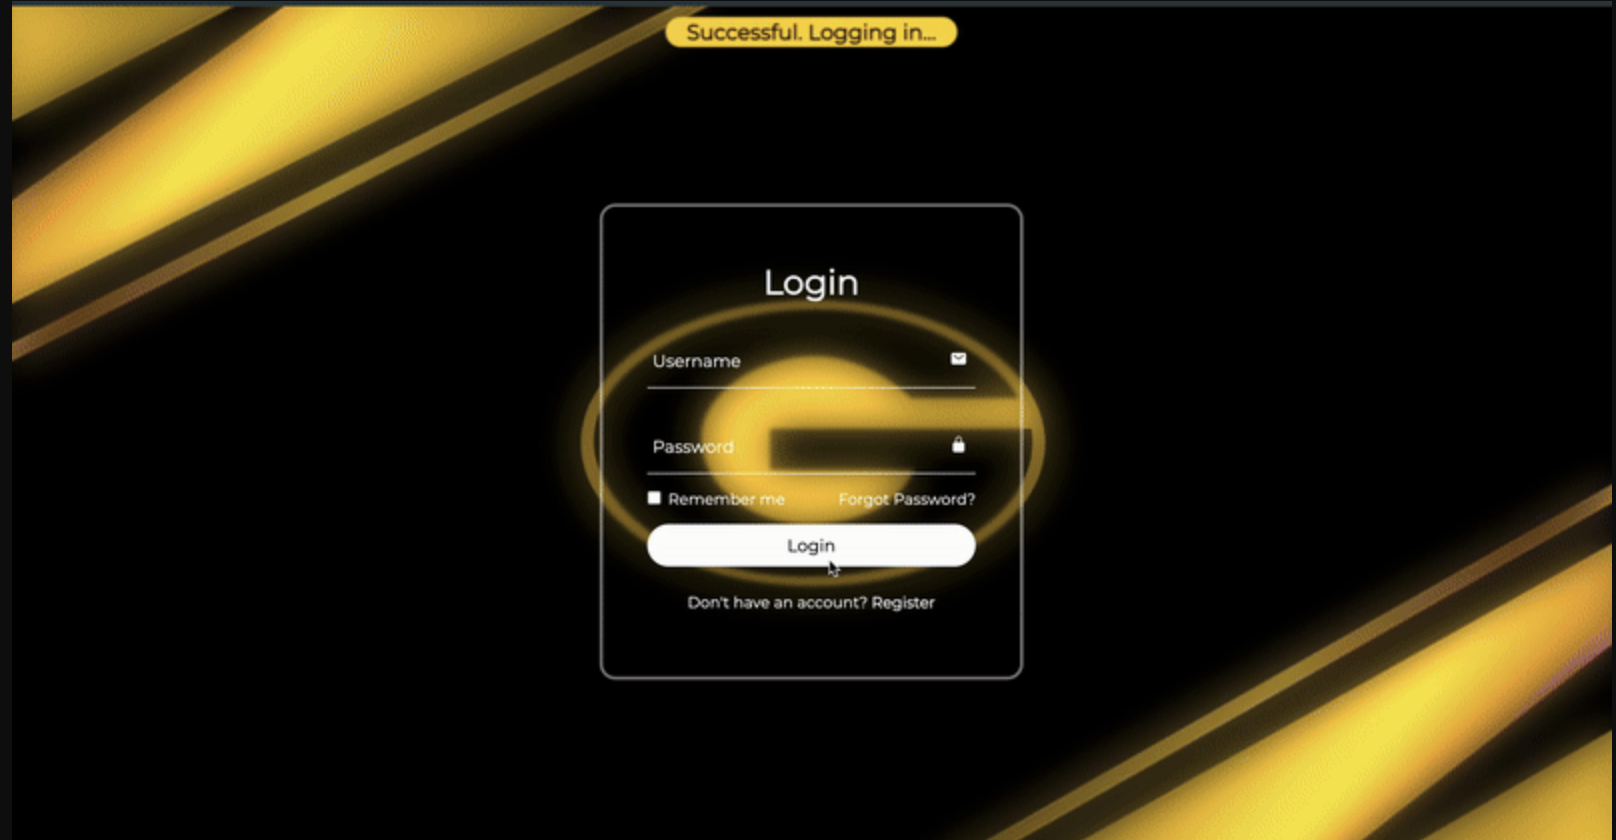 Successful. Logging in...
Login
Username
Password
Remember me Forgot Password?
Login
Don't have an account? Register